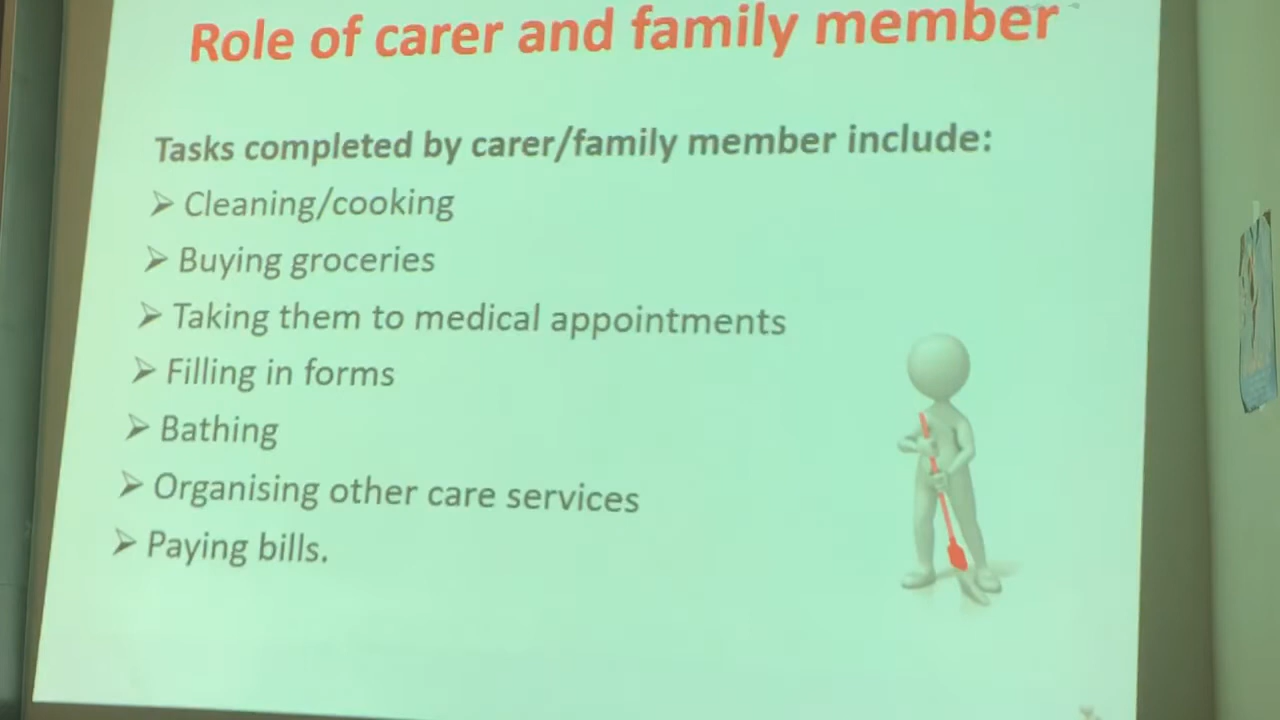 Role of carer and family member
Tasks completed by carer/family member include:
➢ Cleaning/cooking
➢ Buying groceries
➢ Taking them to medical appointments
➢ Filling in forms
➢ Bathing
➢ Organising other care services
➢ Paying bills.